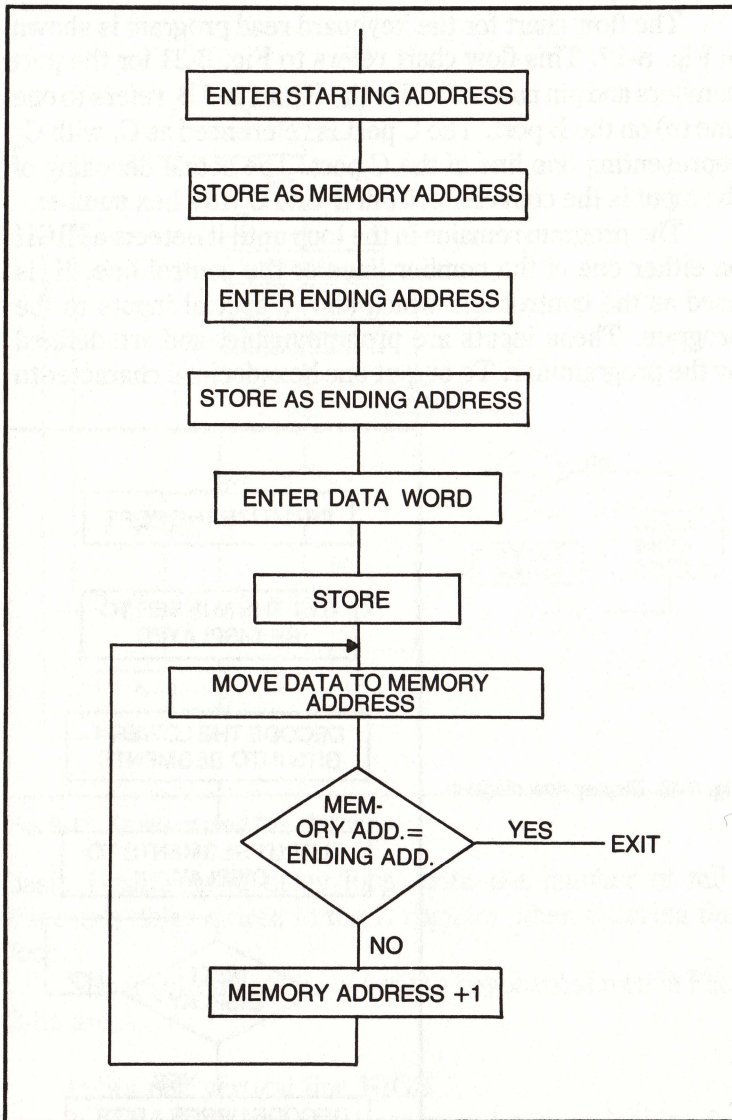 ENTER STARTING ADDRESS
STORE AS MEMORY ADDRESS
ENTER ENDING ADDRESS
STORE AS ENDING ADDRESS
ENTER DATA WORD
STORE
MOVE DATA TO MEMORY
ADDRESS
MEM-
ORY ADD.=
ENDING ADD.
YES
EXIT
NO
MEMORY ADDRESS +1